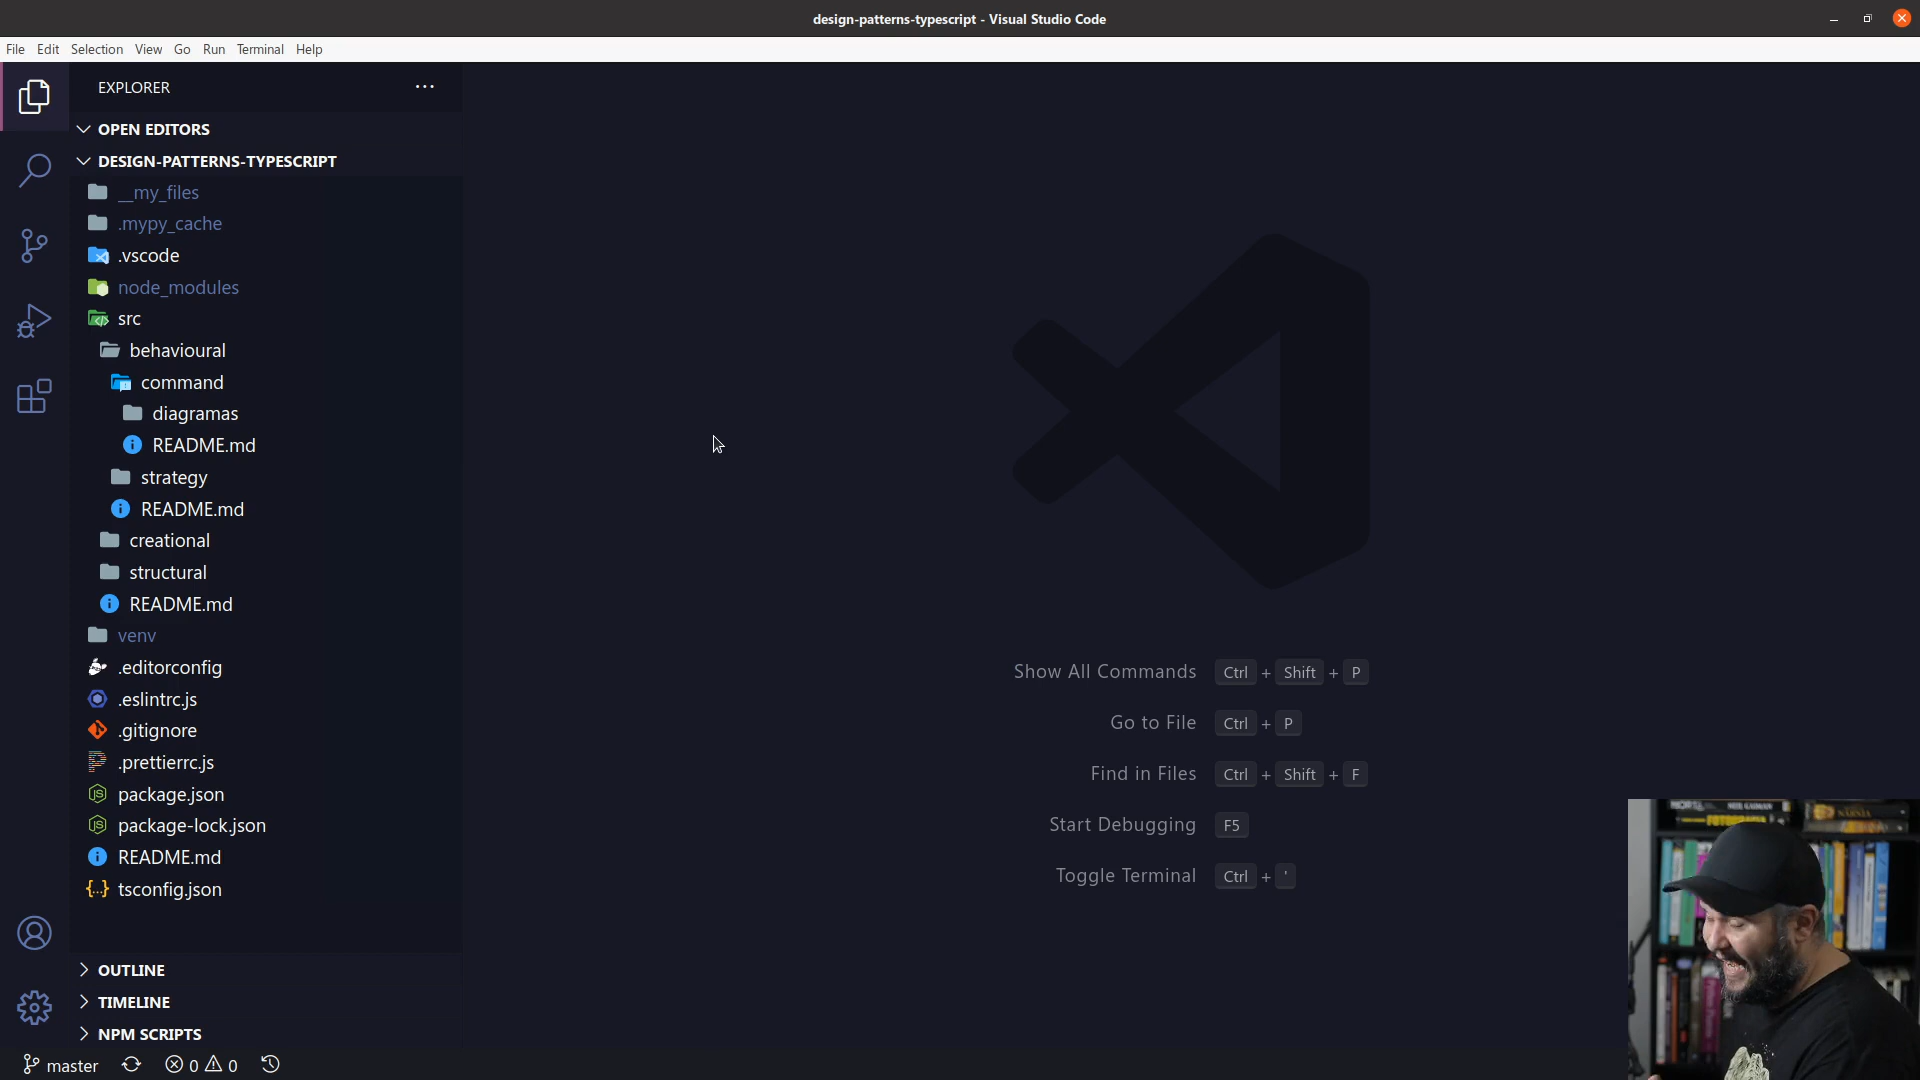 design-patterns-typescript - Visual Studio Code
File Edit Selection View Go Run Terminal Help
EXPLORER
OPEN EDITORS
DESIGN-PATTERNS-TYPESCRIPT
__my_files
.mypy_cache
.vscode
node_modules
src
behavioural
command
diagramas
README.md
strategy
README.md
creational
structural
README.md
venv
.editorconfig
.eslintrc.js
.gitignore
.prettierrc.js
package.json
package-lock.json
README.md
tsconfig.json
OUTLINE
TIMELINE
NPM SCRIPTS
master 0 0
Show All Commands Ctrl + Shift + P
Go to File Ctrl + P
Find in Files Ctrl + Shift + F
Start Debugging F5
Toggle Terminal Ctrl + '
NEIL GAIMAN
FOTOGRAFIA
NARNIA